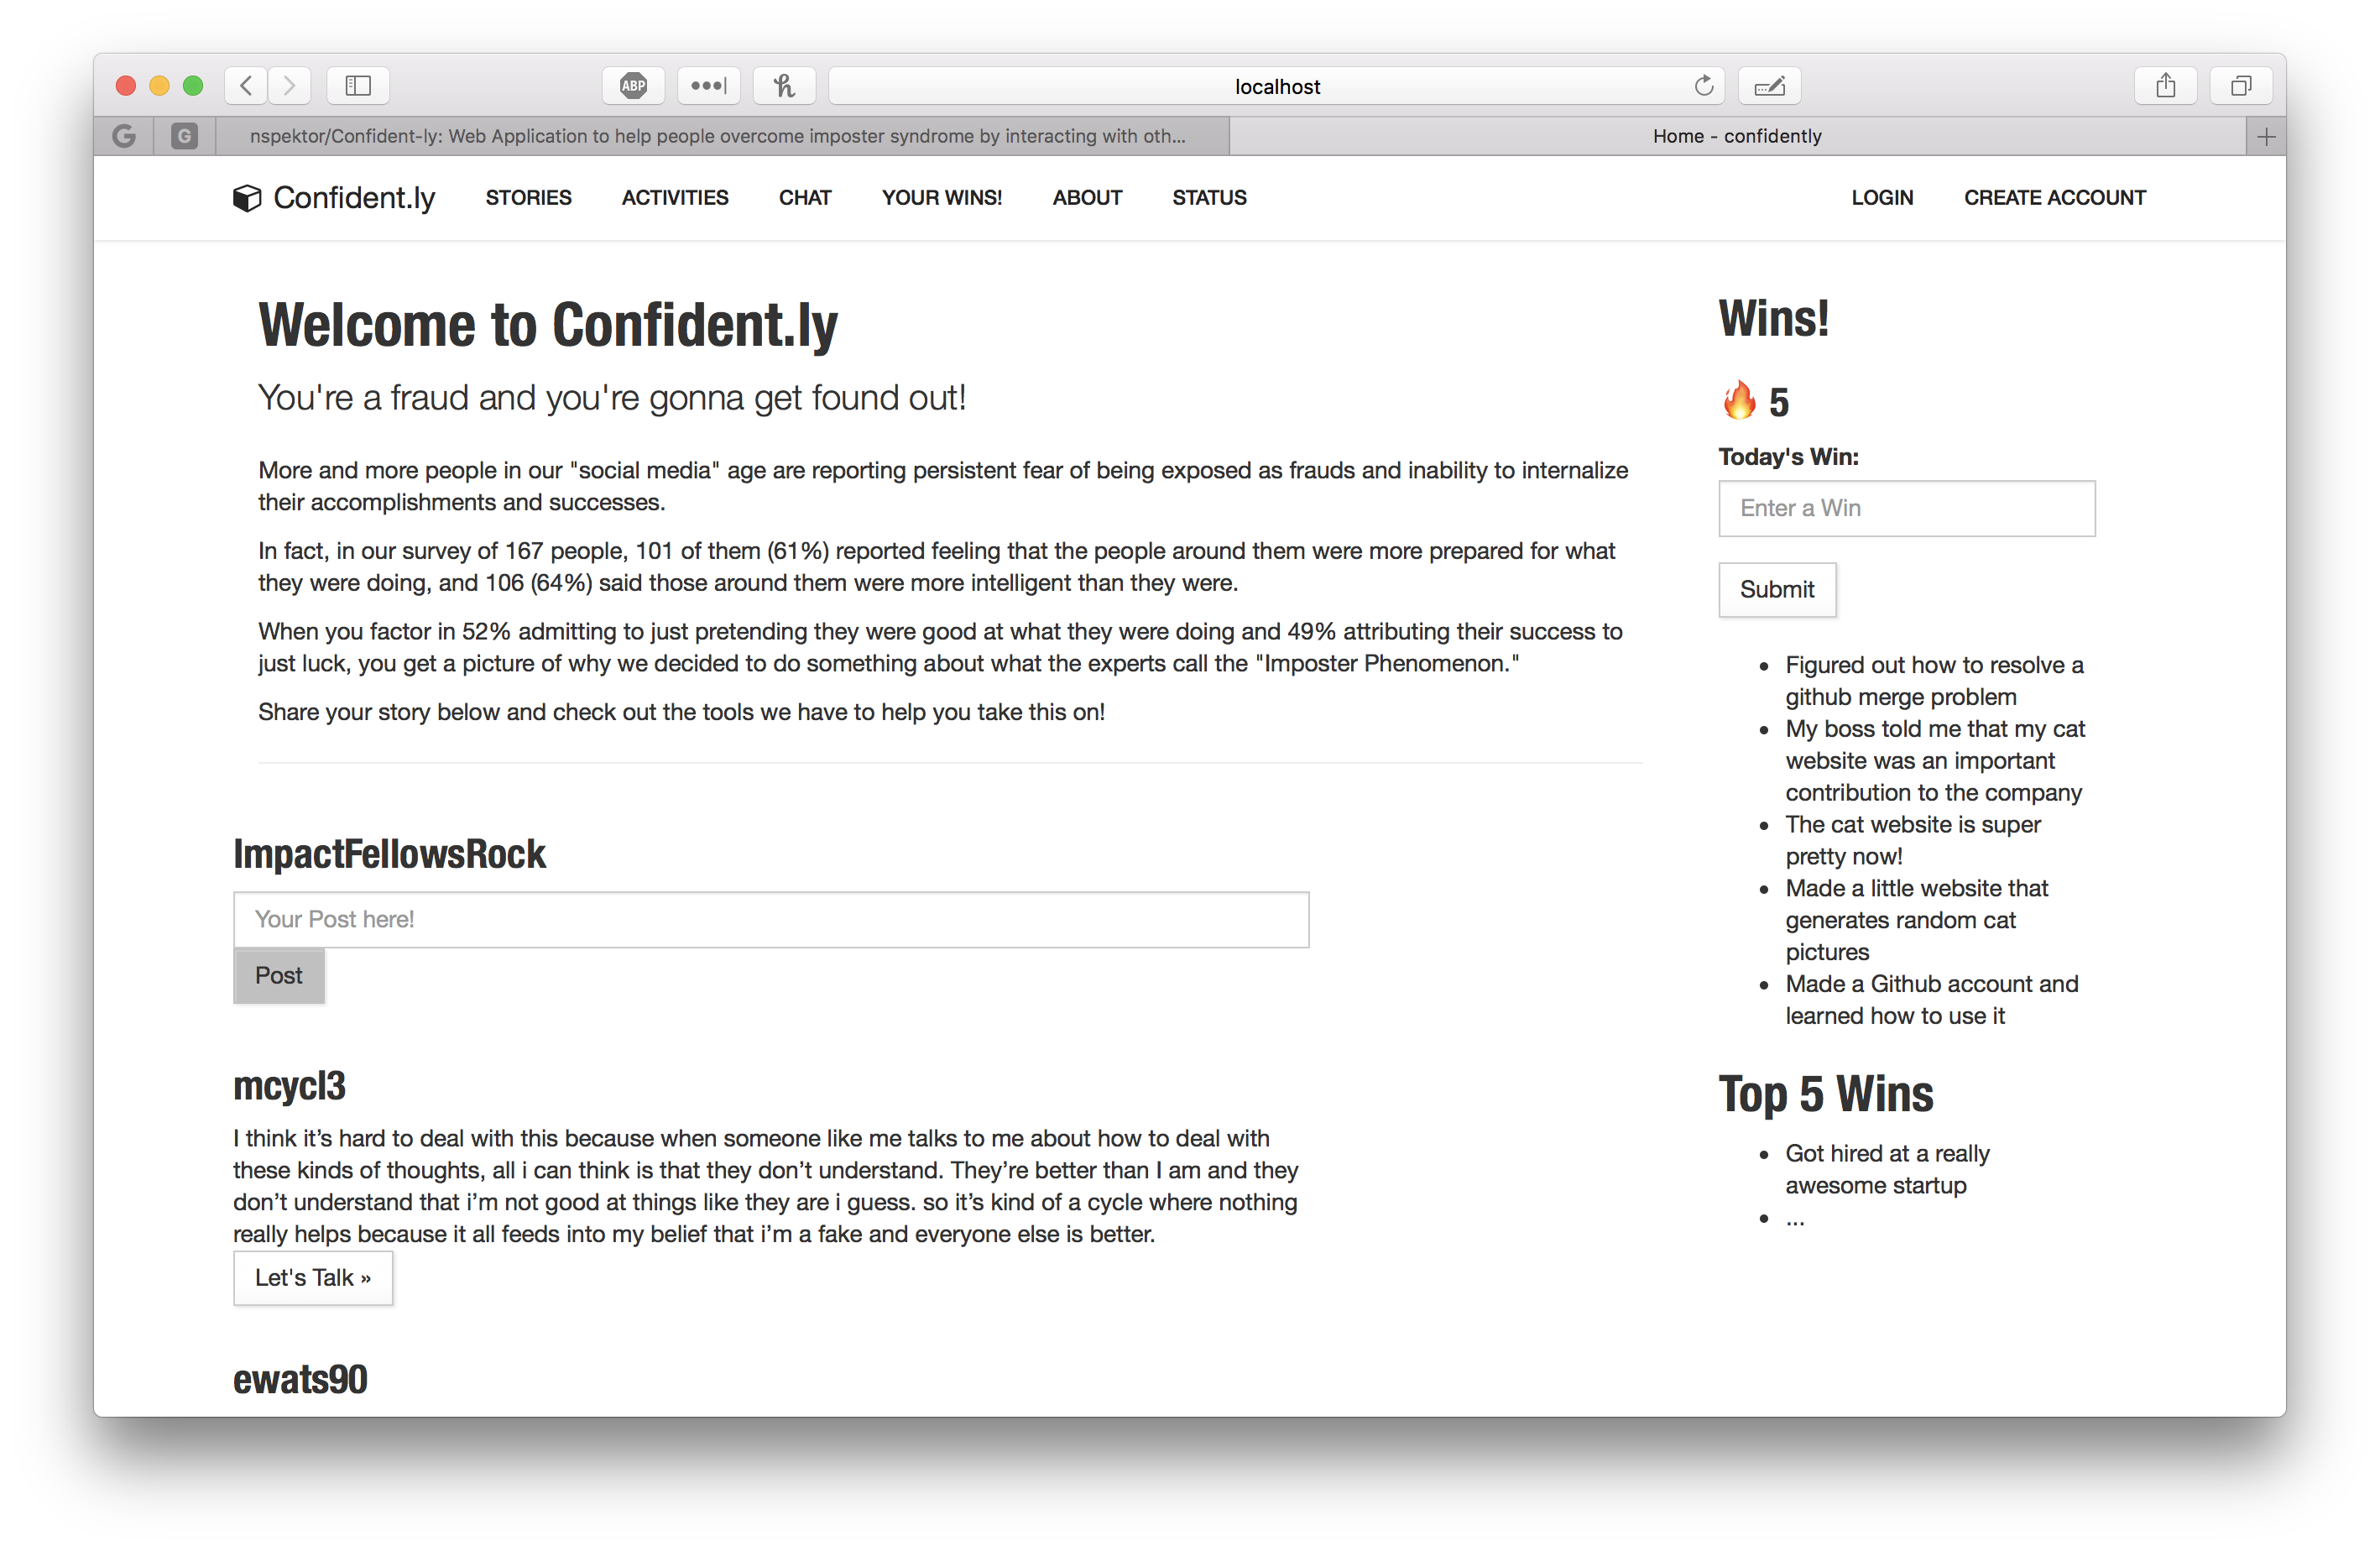 ABP
localhost
G
G
nspektor/Confident-ly: Web Application to help people overcome imposter syndrome by interacting with oth...
Home - confidently
Confident.ly
STORIES
ACTIVITIES
CHAT
YOUR WINS!
ABOUT
STATUS
LOGIN
CREATE ACCOUNT
Welcome to Confident.ly
You're a fraud and you're gonna get found out!
More and more people in our "social media" age are reporting persistent fear of being exposed as frauds and inability to internalize
their accomplishments and successes.
In fact, in our survey of 167 people, 101 of them (61%) reported feeling that the people around them were more prepared for what
they were doing, and 106 (64%) said those around them were more intelligent than they were.
When you factor in 52% admitting to just pretending they were good at what they were doing and 49% attributing their success to
just luck, you get a picture of why we decided to do something about what the experts call the "Imposter Phenomenon."
Share your story below and check out the tools we have to help you take this on!
ImpactFellowsRock
Your Post here!
Post
mcycl3
I think it’s hard to deal with this because when someone like me talks to me about how to deal with
these kinds of thoughts, all i can think is that they don’t understand. They’re better than I am and they
don’t understand that i’m not good at things like they are i guess. so it’s kind of a cycle where nothing
really helps because it all feeds into my belief that i’m a fake and everyone else is better.
Let's Talk »
ewats90
Wins!
🔥 5
Today's Win:
Enter a Win
Submit
• Figured out how to resolve a
github merge problem
• My boss told me that my cat
website was an important
contribution to the company
• The cat website is super
pretty now!
• Made a little website that
generates random cat
pictures
• Made a Github account and
learned how to use it
Top 5 Wins
• Got hired at a really
awesome startup
• ...